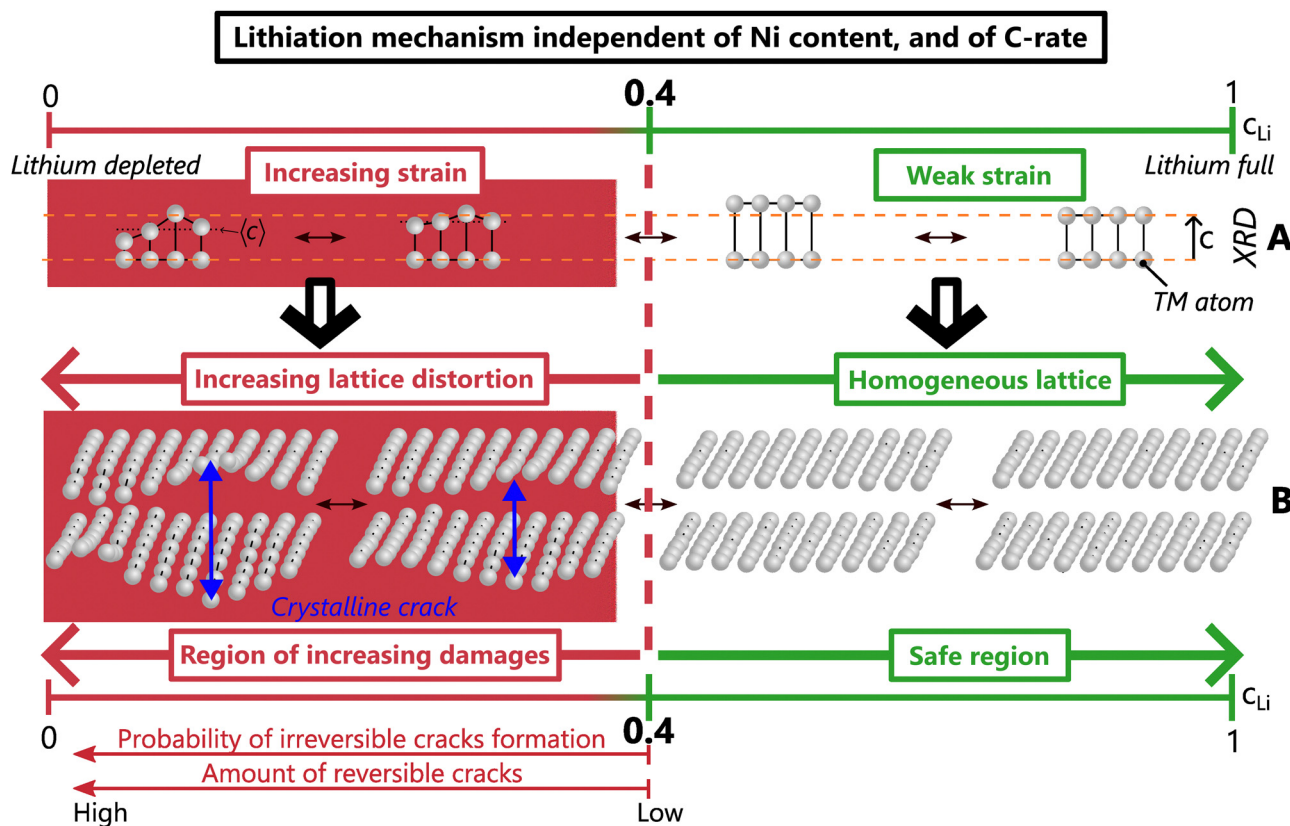 Lithiation mechanism independent of Ni content, and of C-rate
0
0.4
1
c_Li
Lithium depleted
Increasing strain
Weak strain
Lithium full
⟨c⟩
c
XRD
A
TM atom
Increasing lattice distortion
Homogeneous lattice
B
Crystalline crack
Region of increasing damages
Safe region
c_Li
0
0.4
1
Probability of irreversible cracks formation
Amount of reversible cracks
High
Low